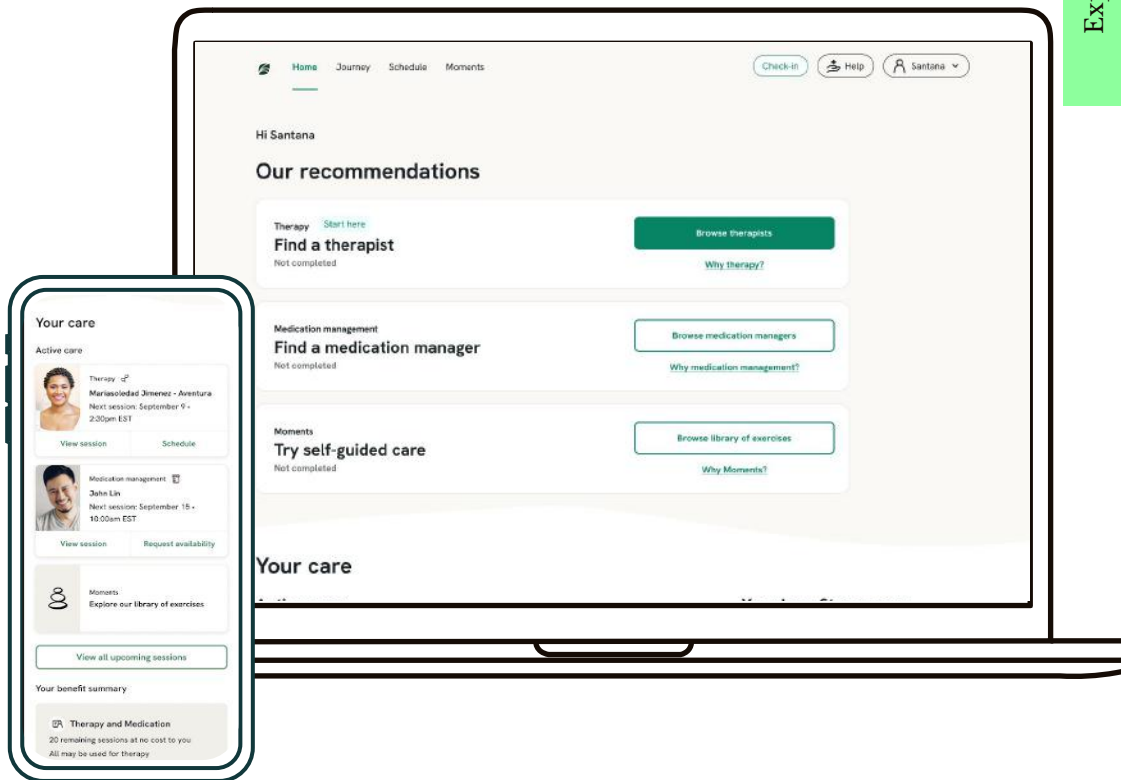 Home Journey Schedule Moments
Check-in Help Santana
Hi Santana
Our recommendations
Therapy Start here
Find a therapist
Not completed
Browse therapists
Why therapy?
Medication management
Find a medication manager
Not completed
Browse medication managers
Why medication management?
Moments
Try self-guided care
Not completed
Browse library of exercises
Why Moments?
Your care
Your care
Active care
Therapy
Mariasoledad Jimenez - Aventura
Next session: September 9 •
2:30pm EST
View session Schedule
Medication management
John Lin
Next session: September 15 •
10:00am EST
View session Request availability
Moments
Explore our library of exercises
View all upcoming sessions
Your benefit summary
Therapy and Medication
20 remaining sessions at no cost to you
All may be used for therapy